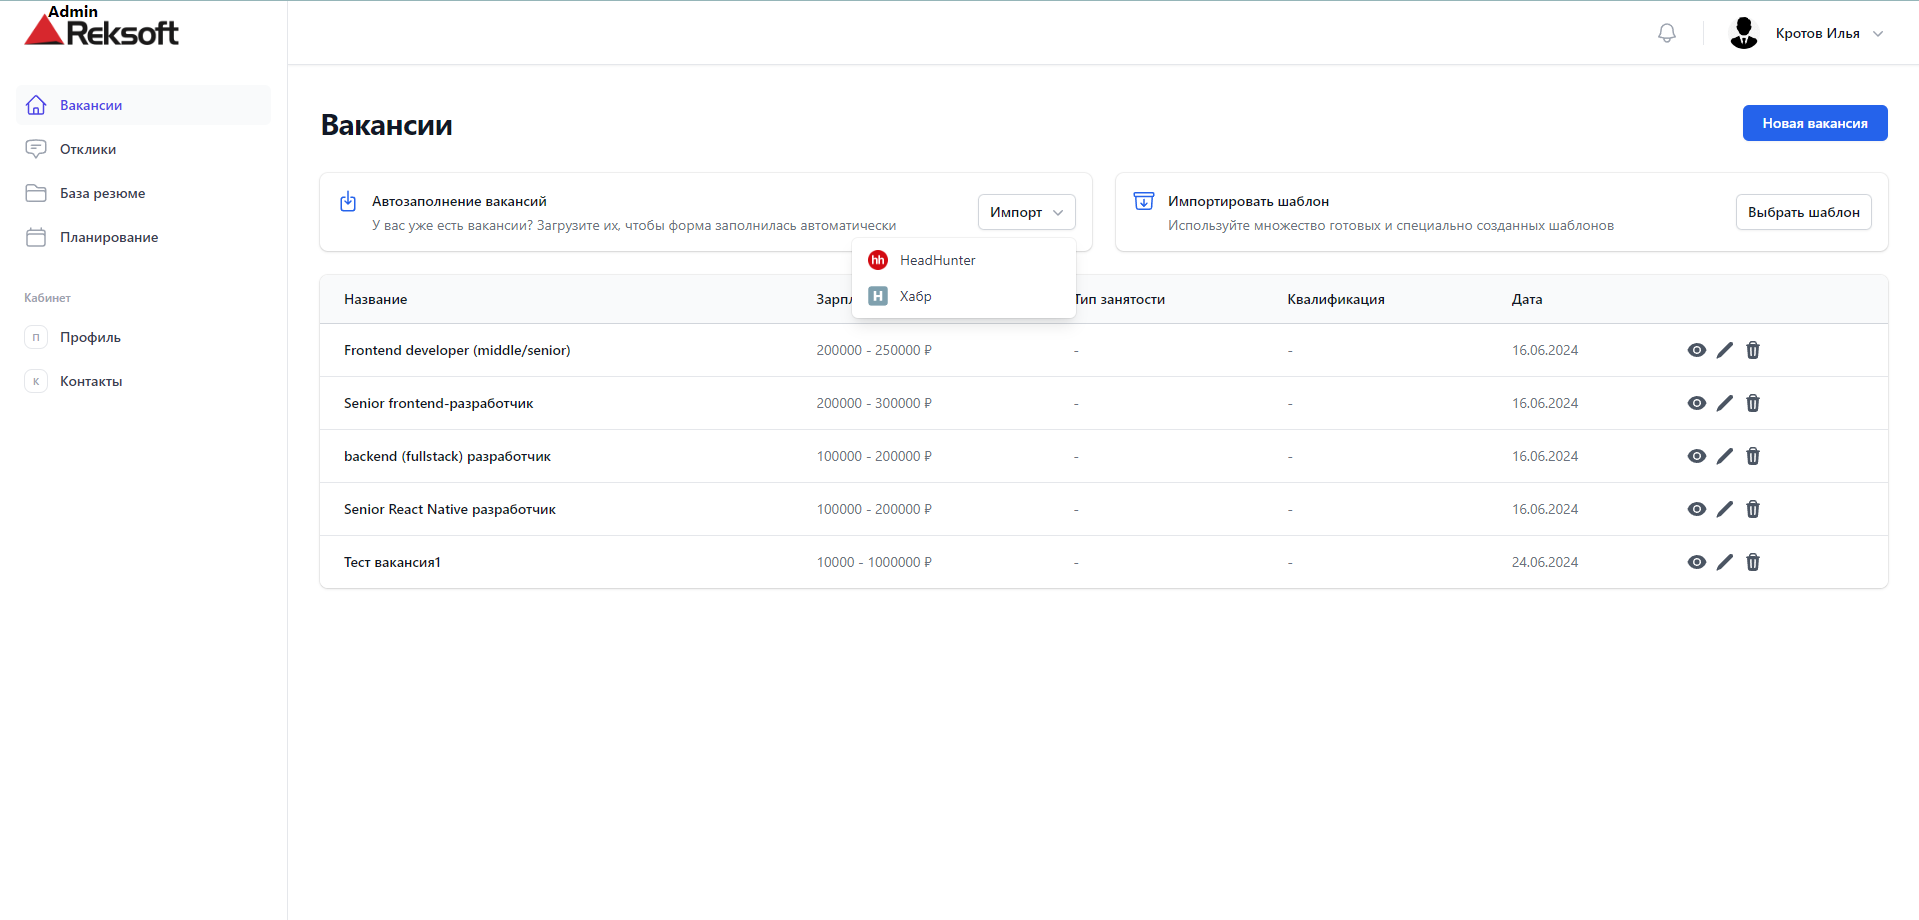 Admin
Reksoft
Кротов Илья
Вакансии
Отклики
База резюме
Планирование
Кабинет
П Профиль
К Контакты
Вакансии
Новая вакансия
Автозаполнение вакансий
У вас уже есть вакансии? Загрузите их, чтобы форма заполнилась автоматически
Импорт
hh HeadHunter
H Хабр
Импортировать шаблон
Используйте множество готовых и специально созданных шаблонов
Выбрать шаблон
Название Тип занятости Квалификация Дата
Frontend developer (middle/senior) 200000 - 250000 ₽ - - 16.06.2024
Senior frontend-разработчик 200000 - 300000 ₽ - - 16.06.2024
backend (fullstack) разработчик 100000 - 200000 ₽ - - 16.06.2024
Senior React Native разработчик 100000 - 200000 ₽ - - 16.06.2024
Тест вакансия1 10000 - 1000000 ₽ - - 24.06.2024